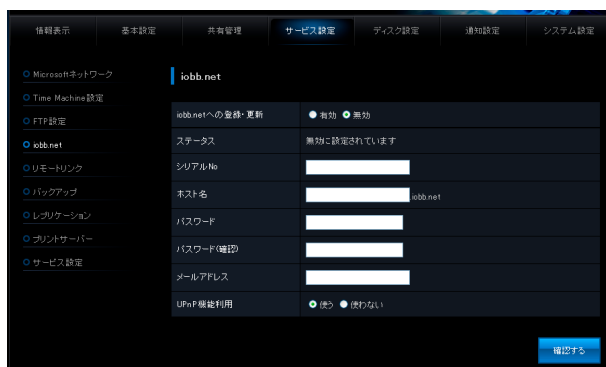 情報表示 基本設定 共有管理 サービス設定 ディスク設定 通知設定 システム設定
Microsoftネットワーク
Time Machine設定
FTP設定
iobb.net
リモートリンク
バックアップ
レプリケーション
プリントサーバー
サービス設定
iobb.net
iobb.netへの登録・更新 有効 無効
ステータス 無効に設定されています
シリアルNo
ホスト名 .iobb.net
パスワード
パスワード(確認)
メールアドレス
UPnP機能利用 使う 使わない
確認する